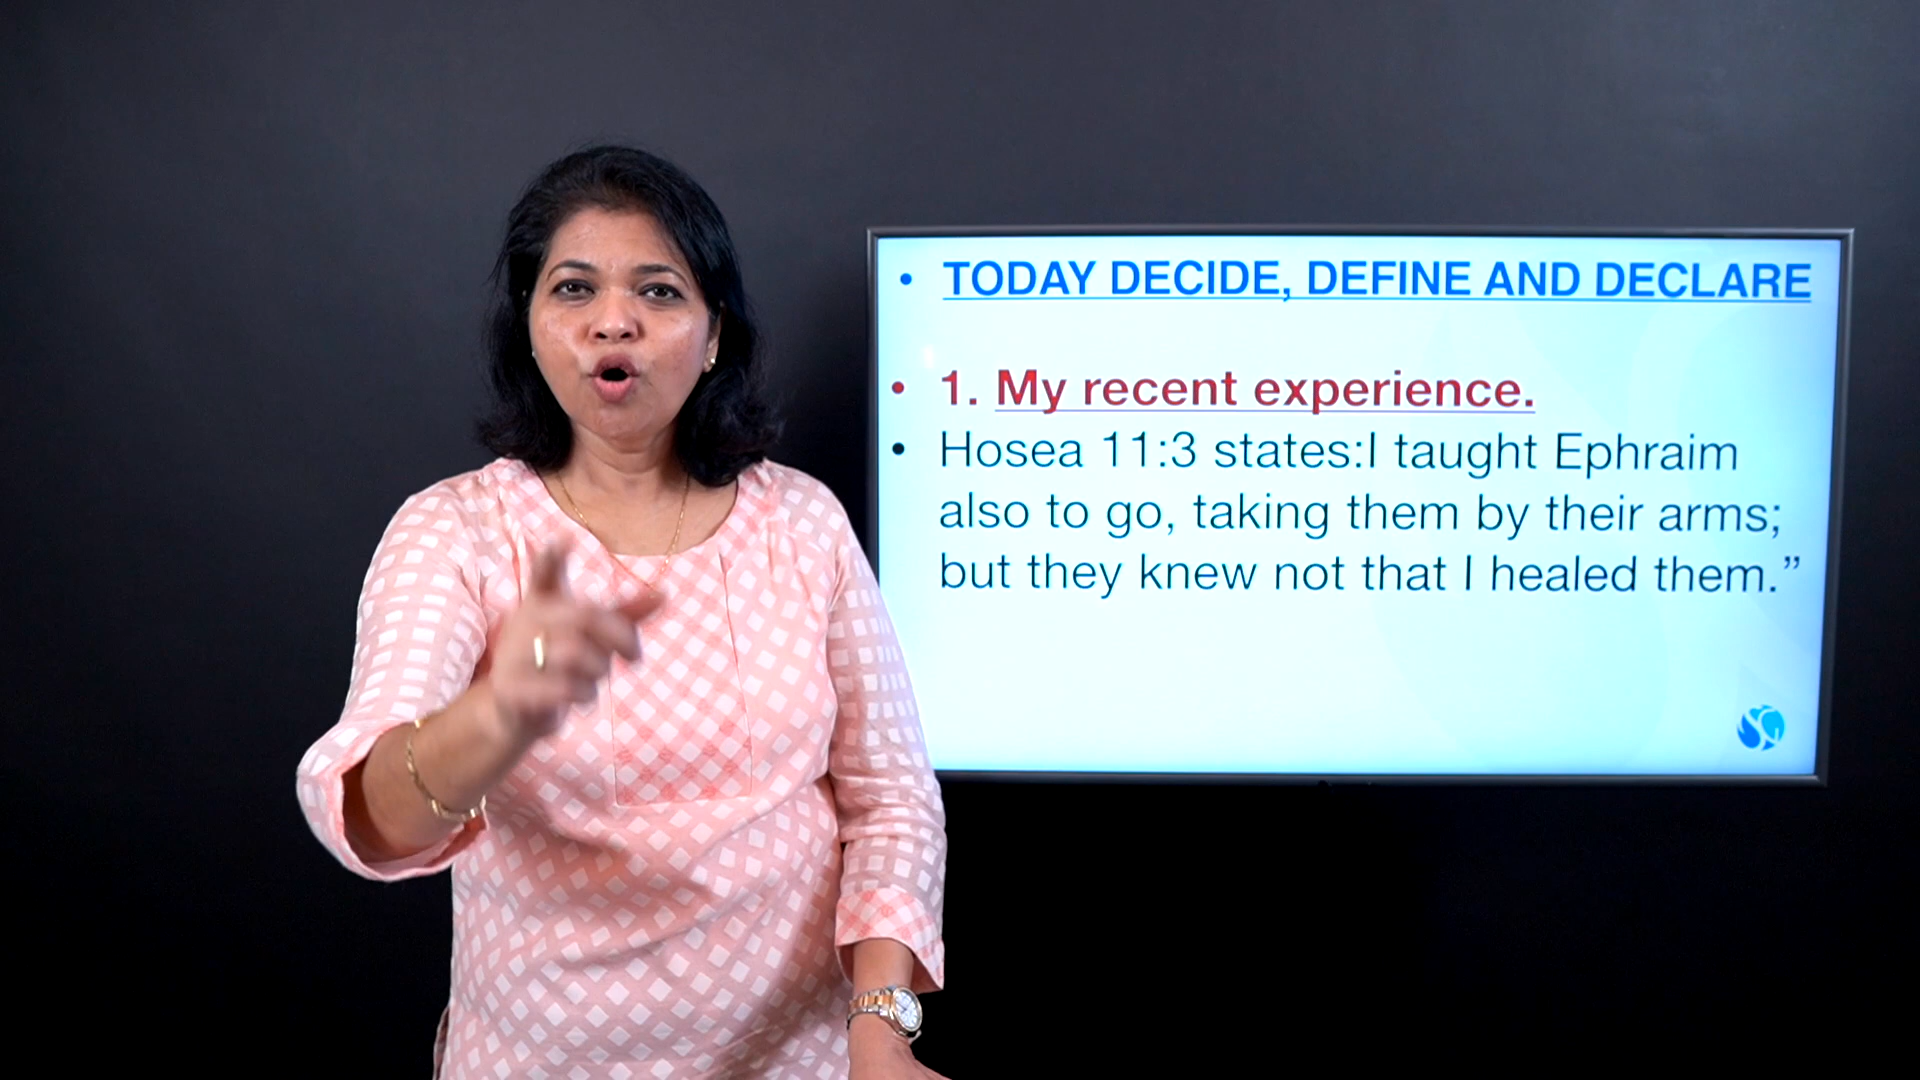 • TODAY DECIDE, DEFINE AND DECLARE
• 1. My recent experience.
• Hosea 11:3 states:I taught Ephraim
also to go, taking them by their arms;
but they knew not that I healed them.”